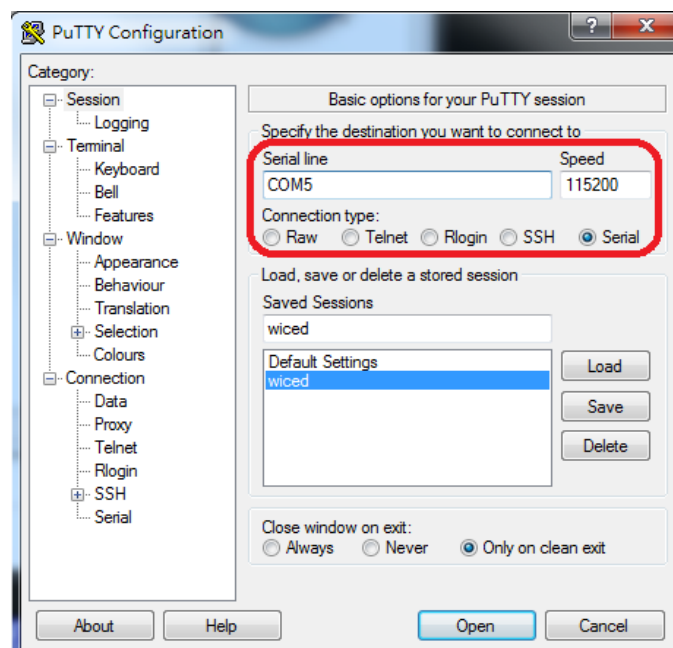 PuTTY Configuration
?
X
Category:
Session
Logging
Terminal
Keyboard
Bell
Features
Window
Appearance
Behaviour
Translation
Selection
Colours
Connection
Data
Proxy
Telnet
Rlogin
SSH
Serial
Basic options for your PuTTY session
Specify the destination you want to connect to
Serial line Speed
COM5 115200
Connection type:
Raw Telnet Rlogin SSH Serial
Load, save or delete a stored session
Saved Sessions
wiced
Default Settings
wiced
Load
Save
Delete
Close window on exit:
Always Never Only on clean exit
About Help Open Cancel